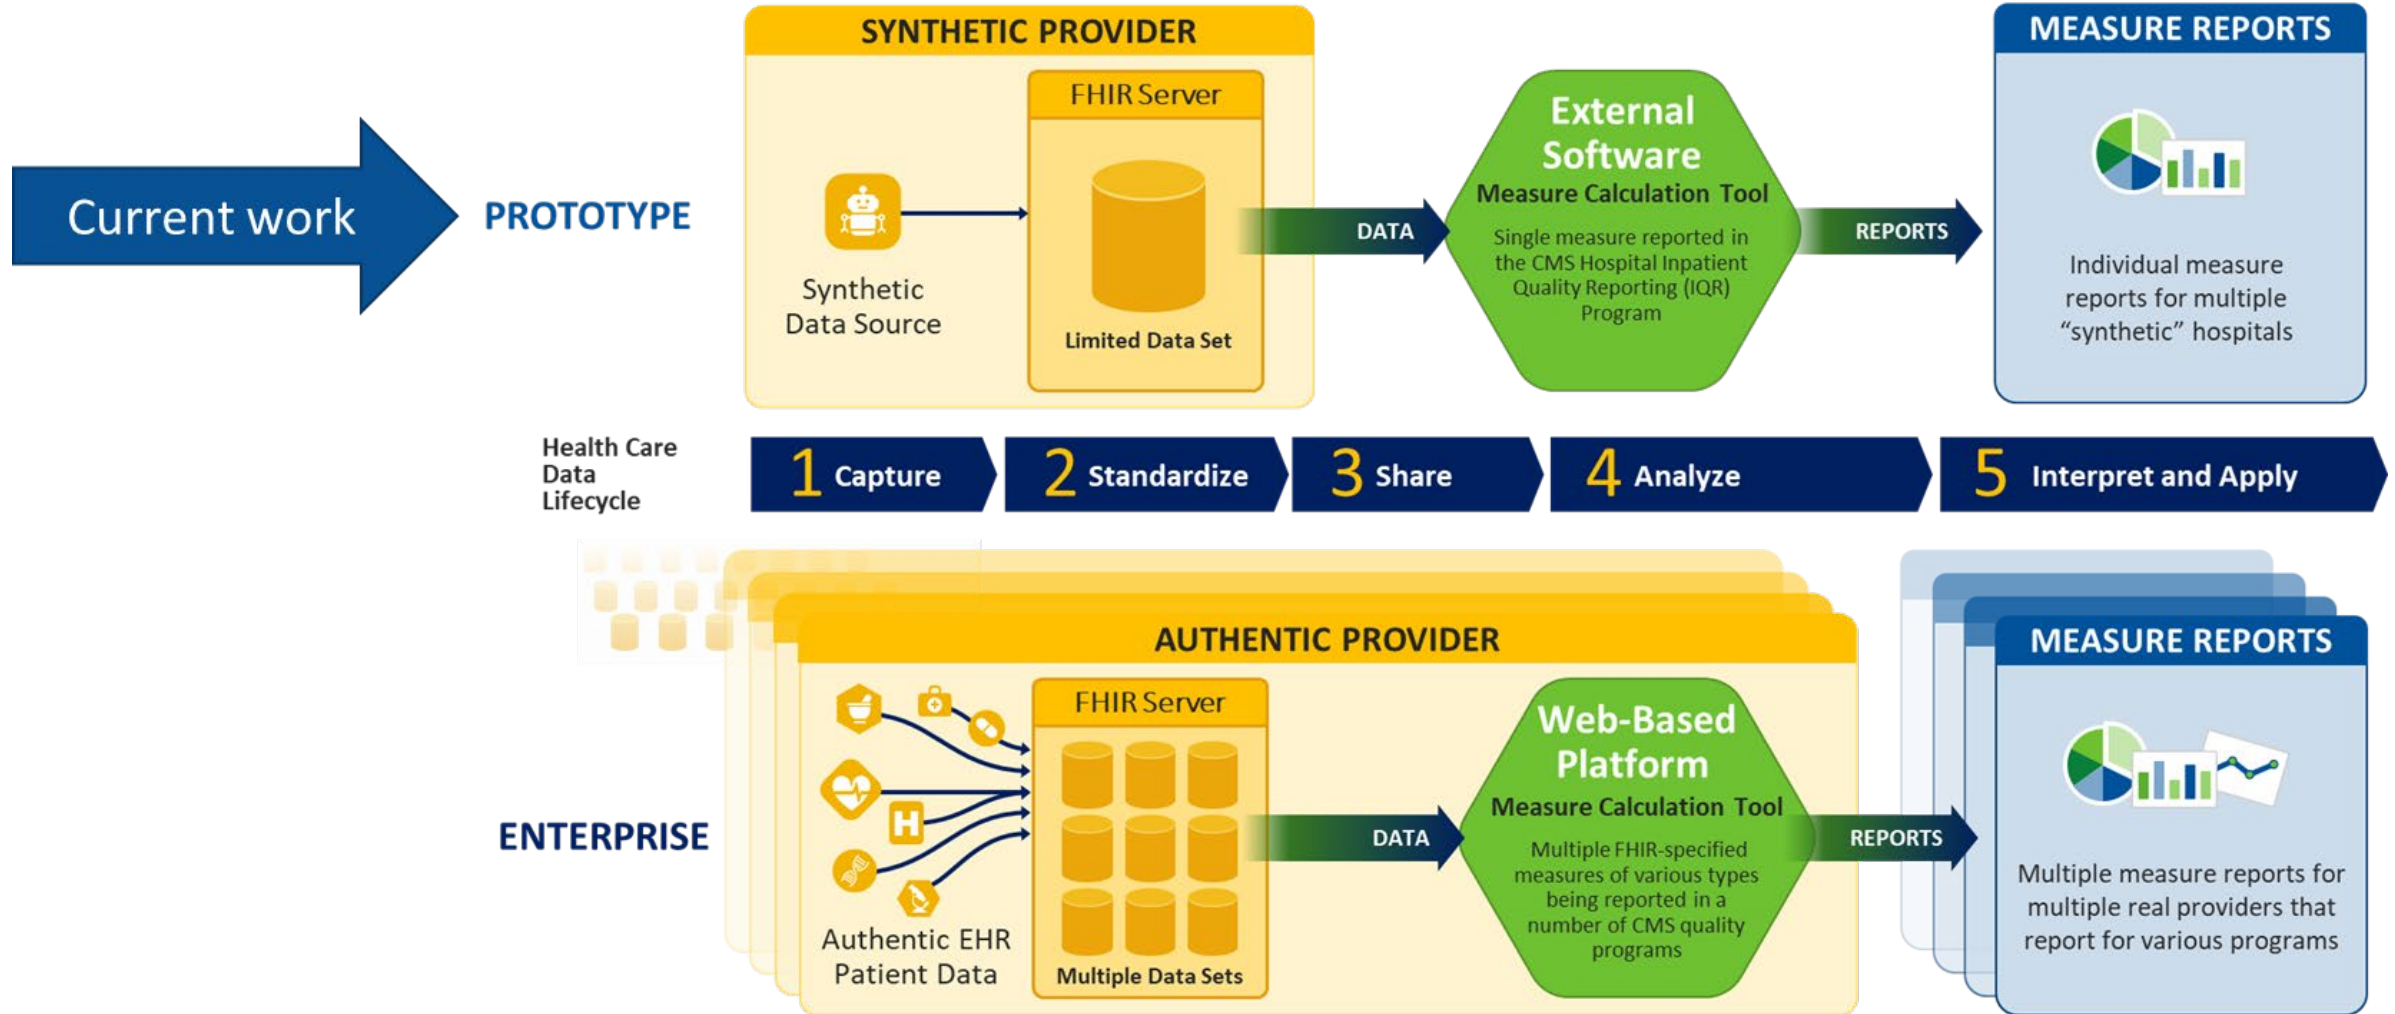 Current work
PROTOTYPE
SYNTHETIC PROVIDER
Synthetic
Data Source
FHIR Server
Limited Data Set
DATA
External
Software
Measure Calculation Tool
Single measure reported in
the CMS Hospital Inpatient
Quality Reporting (IQR)
Program
REPORTS
MEASURE REPORTS
Individual measure
reports for multiple
“synthetic” hospitals
Health Care
Data
Lifecycle
1 Capture
2 Standardize
3 Share
4 Analyze
5 Interpret and Apply
ENTERPRISE
AUTHENTIC PROVIDER
H
Authentic EHR
Patient Data
FHIR Server
Multiple Data Sets
DATA
Web-Based
Platform
Measure Calculation Tool
Multiple FHIR-specified
measures of various types
being reported in a
number of CMS quality
programs
REPORTS
MEASURE REPORTS
Multiple measure reports for
multiple real providers that
report for various programs